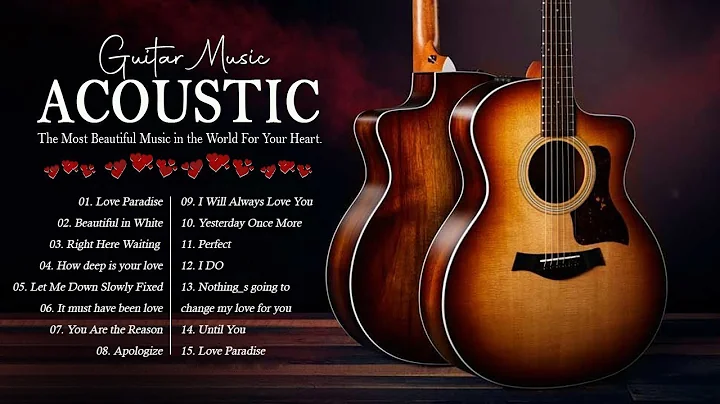 Guitar Music
ACOUSTIC
The Most Beautiful Music in the World For Your Heart.
01. Love Paradise
02. Beautiful in White
03. Right Here Waiting
04. How deep is your love
05. Let Me Down Slowly Fixed
06. It must have been love
07. You Are the Reason
08. Apologize
09. I Will Always Love You
10. Yesterday Once More
11. Perfect
12. I DO
13. Nothing_s going to
change my love for you
14. Until You
15. Love Paradise